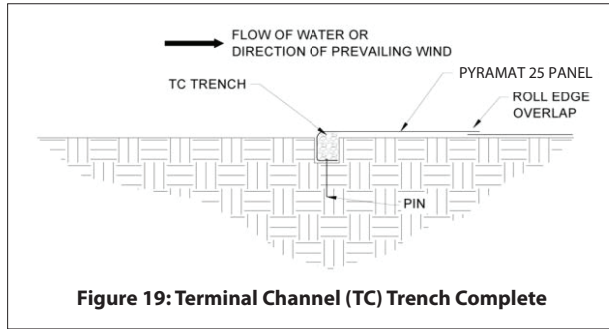 FLOW OF WATER OR
DIRECTION OF PREVAILING WIND
TC TRENCH
PYRAMAT 25 PANEL
ROLL EDGE
OVERLAP
PIN
Figure 19: Terminal Channel (TC) Trench Complete